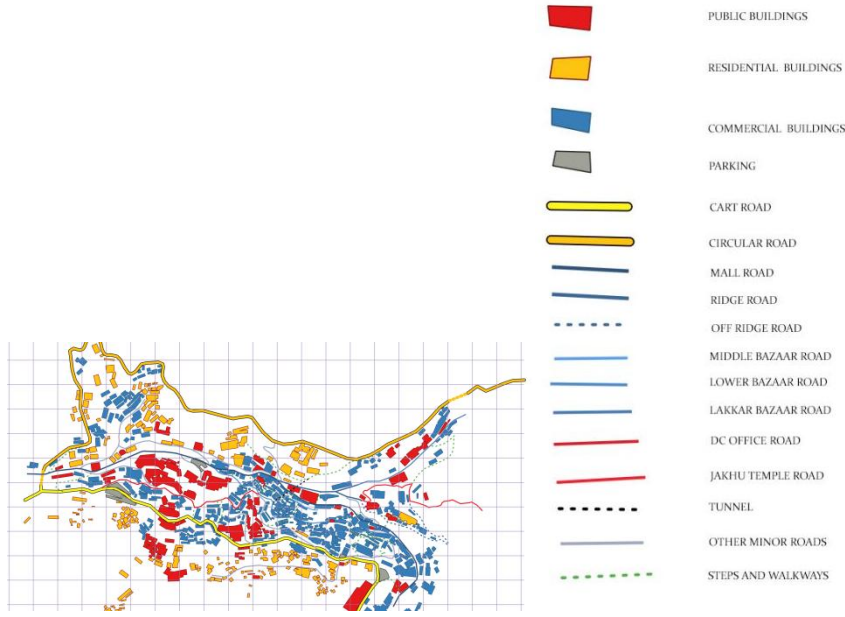 PUBLIC BUILDINGS
RESIDENTIAL BUILDINGS
COMMERCIAL BUILDINGS
PARKING
CART ROAD
CIRCULAR ROAD
MALL ROAD
RIDGE ROAD
OFF RIDGE ROAD
MIDDLE BAZAAR ROAD
LOWER BAZAAR ROAD
LAKKAR BAZAAR ROAD
DC OFFICE ROAD
JAKHU TEMPLE ROAD
TUNNEL
OTHER MINOR ROADS
STEPS AND WALKWAYS